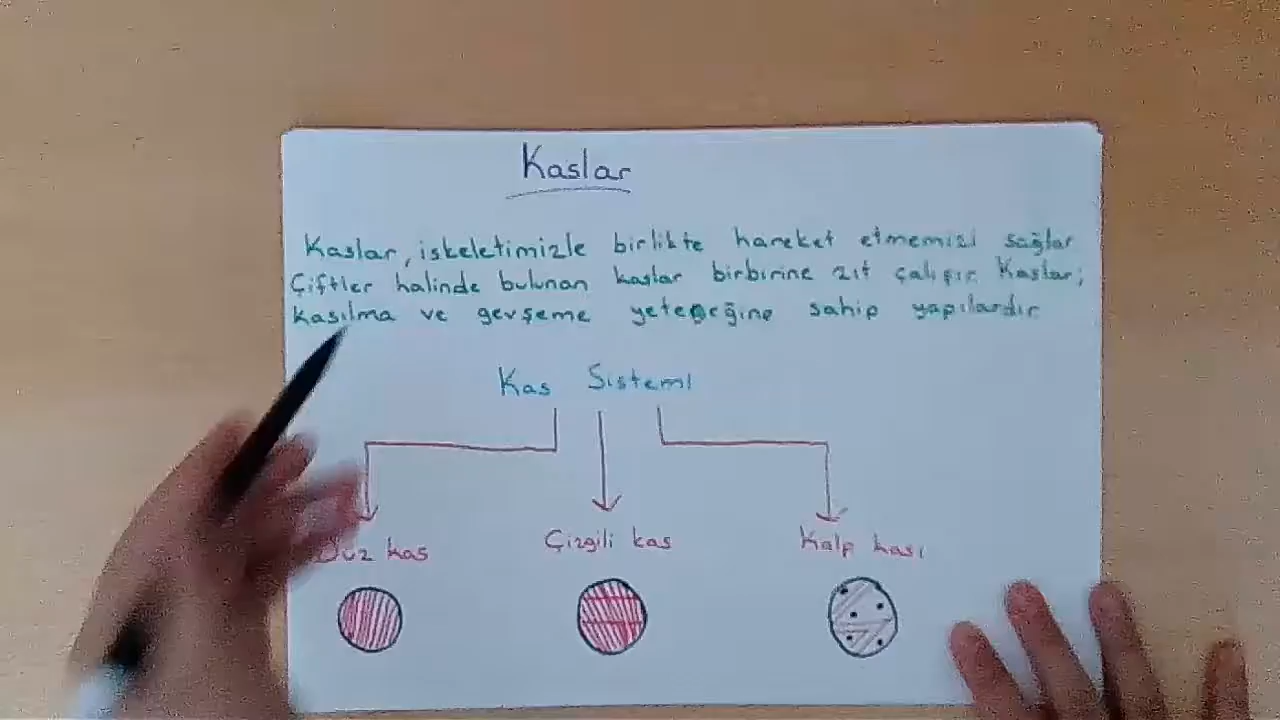 Kaslar
Kaslar, iskeletimizle birlikte hareket etmemizi sağlar
Çiftler halinde bulunan kaslar birbirine zıt çalışır. Kaslar;
kasılma ve gevşeme yeteneğine sahip yapılardır
Kas Sistemi
Düz kas
Çizgili kas
Kalp kası